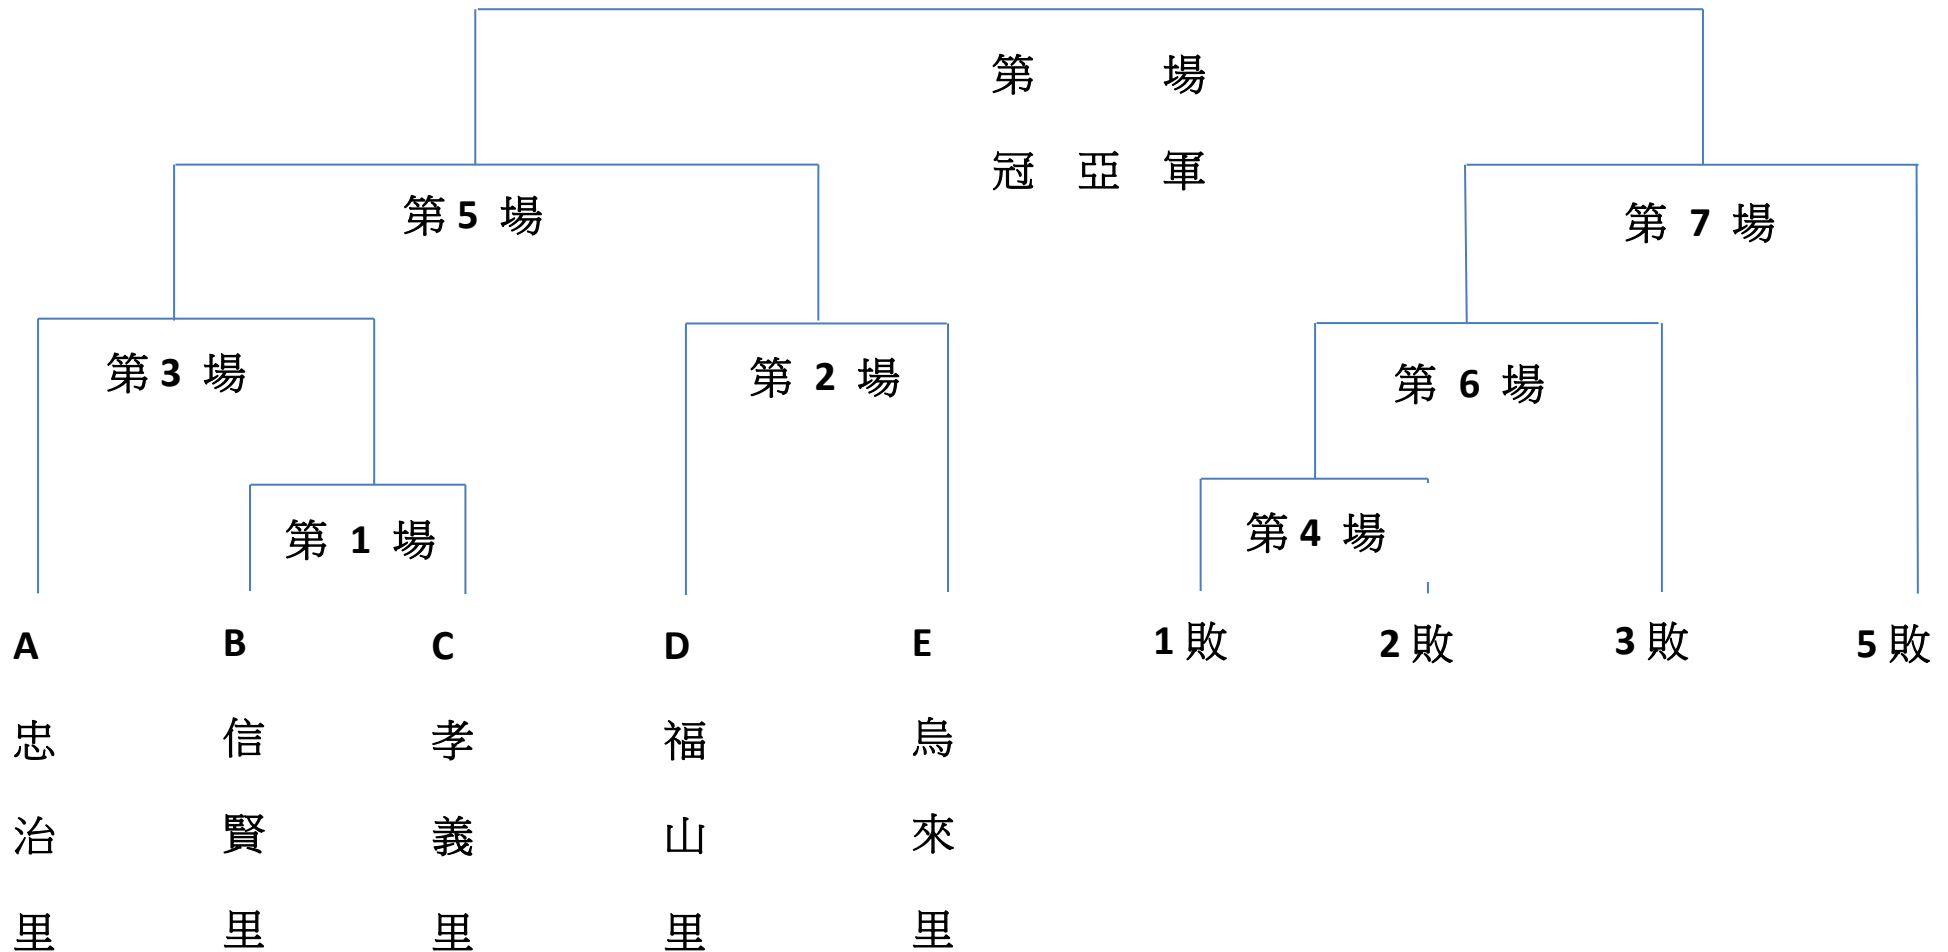 第 場
冠 亞 軍
第 5 場
第 7 場
第 3 場
第 2 場
第 6 場
第 1 場
第 4 場
A
B
C
D
E
1 敗
2 敗
3 敗
5 敗
忠治里
信賢里
孝義里
福山里
烏來里